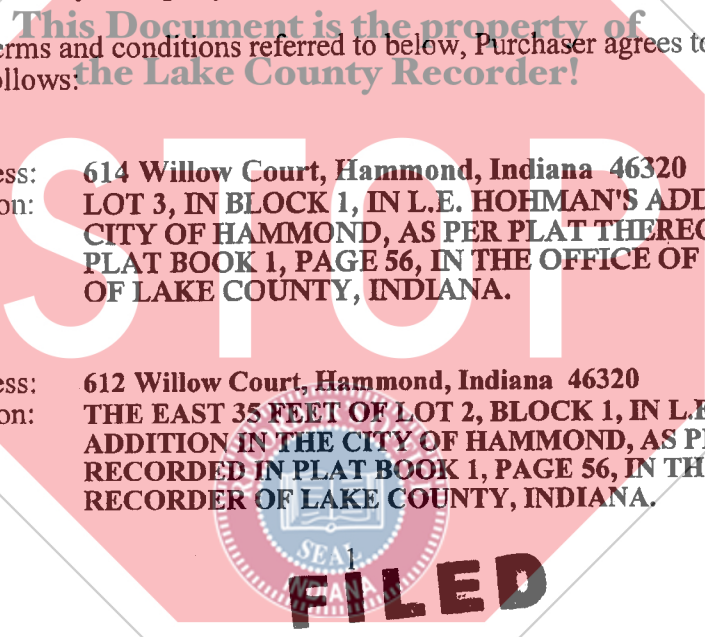 This Document is the property of
erms and conditions referred to below, Purchaser agrees to
ollows:
the Lake County Recorder!
STOP
ess: 614 Willow Court, Hammond, Indiana 46320
on: LOT 3, IN BLOCK 1, IN L.E. HOHMAN'S ADD
CITY OF HAMMOND, AS PER PLAT THEREO
PLAT BOOK 1, PAGE 56, IN THE OFFICE OF
OF LAKE COUNTY, INDIANA.
ess: 612 Willow Court, Hammond, Indiana 46320
on: THE EAST 35 FEET OF LOT 2, BLOCK 1, IN L.E
ADDITION IN THE CITY OF HAMMOND, AS P
RECORDED IN PLAT BOOK 1, PAGE 56, IN TH
RECORDER OF LAKE COUNTY, INDIANA.
SEAL
1
INDIANA
FILED